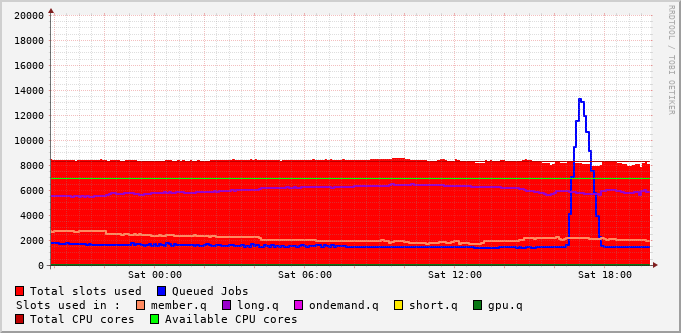 20000
18000
16000
14000
12000
10000
8000
6000
4000
2000
0
Sat 00:00 Sat 06:00 Sat 12:00 Sat 18:00
RRDTOOL / TOBI OETIKER
Total slots used Queued Jobs
Slots used in : member.q long.q ondemand.q short.q gpu.q
Total CPU cores Available CPU cores